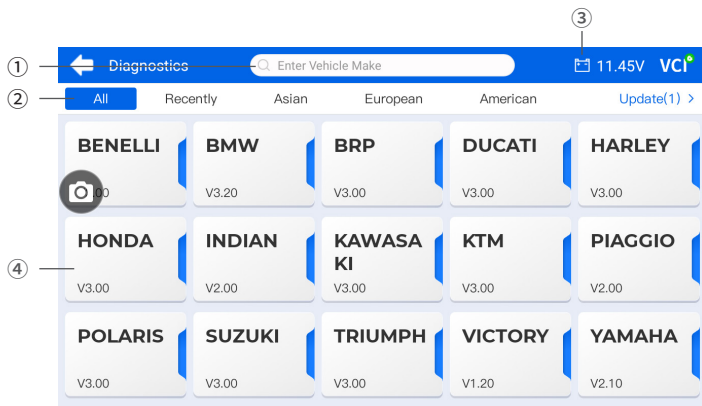 ③
① Diagnostics Enter Vehicle Make 11.45V VCI
② All Recently Asian European American Update(1) >
BENELLI BMW BRP DUCATI HARLEY
V3.20 V3.00 V3.00 V3.00
HONDA INDIAN KAWASA KTM PIAGGIO
KI
④
V3.00 V2.00 V3.00 V3.00 V2.00
POLARIS SUZUKI TRIUMPH VICTORY YAMAHA
V3.00 V3.00 V3.00 V1.20 V2.10